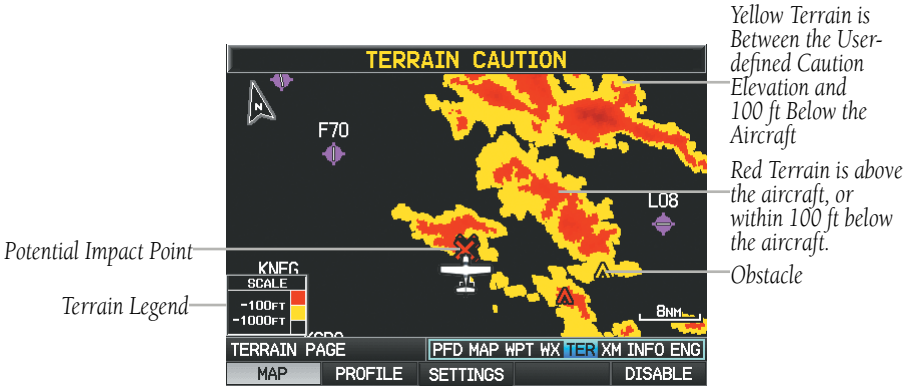 Yellow Terrain is
Between the User-
defined Caution
Elevation and
100 ft Below the
Aircraft
TERRAIN CAUTION
N
F70
Red Terrain is above
the aircraft, or
within 100 ft below
the aircraft.
L08
Potential Impact Point
Obstacle
KNFG
SCALE
Terrain Legend
-100FT
-1000FT
8NM
TERRAIN PAGE
PFD MAP WPT WX TER XM INFO ENG
MAP PROFILE SETTINGS DISABLE